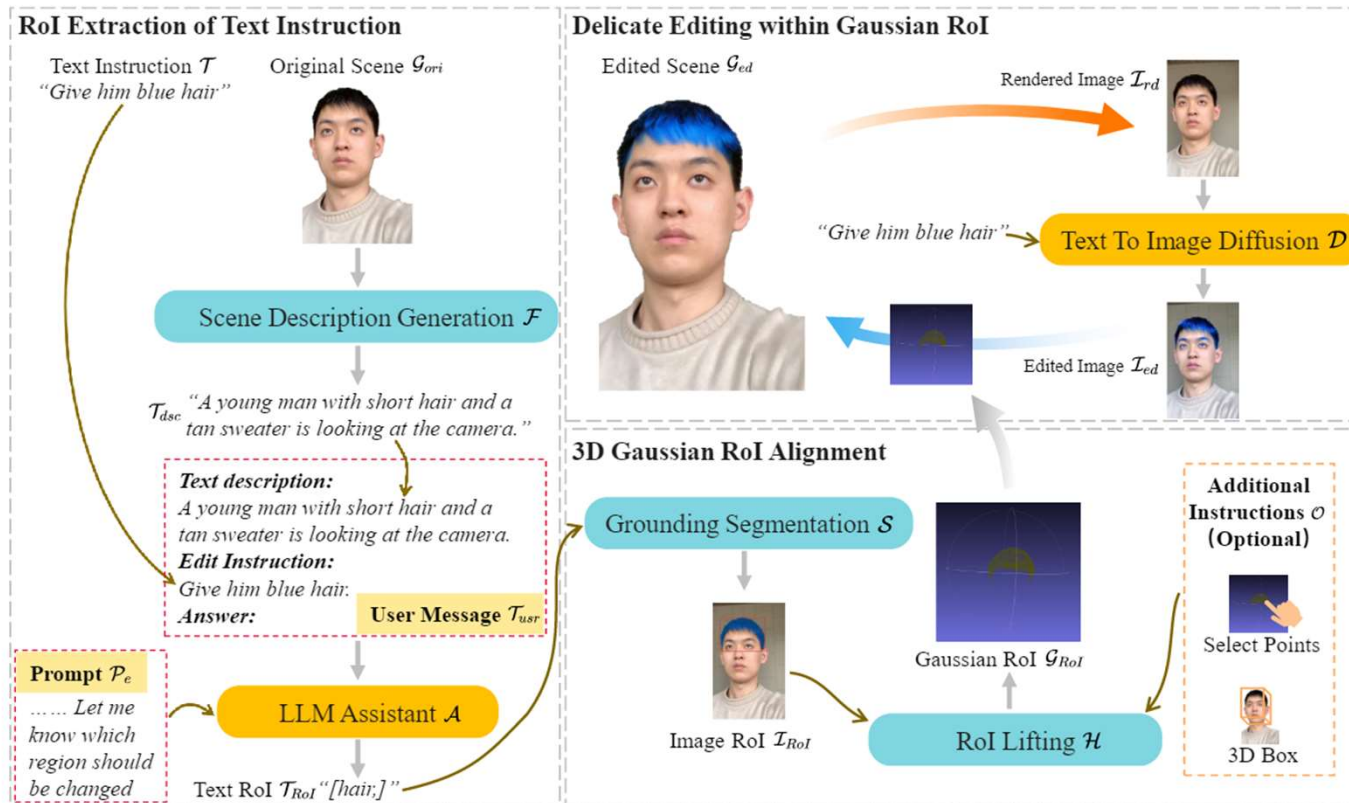 RoI Extraction of Text Instruction
Text Instruction 𝒯
“Give him blue hair”
Original Scene 𝒢ori
Scene Description Generation ℱ
𝒯dsc “A young man with short hair and a
tan sweater is looking at the camera.”
Text description:
A young man with short hair and a
tan sweater is looking at the camera.
Edit Instruction:
Give him blue hair.
Answer:
User Message 𝒯usr
Prompt 𝒫e
…… Let me
know which
region should
be changed
LLM Assistant 𝒜
Text RoI 𝒯RoI “[hair,]”
Delicate Editing within Gaussian RoI
Edited Scene 𝒢ed
Rendered Image ℐrd
“Give him blue hair”
Text To Image Diffusion 𝒟
Edited Image ℐed
3D Gaussian RoI Alignment
Grounding Segmentation 𝒮
Image RoI ℐRoI
Gaussian RoI 𝒢RoI
RoI Lifting ℋ
Additional
Instructions 𝒪
(Optional)
Select Points
3D Box